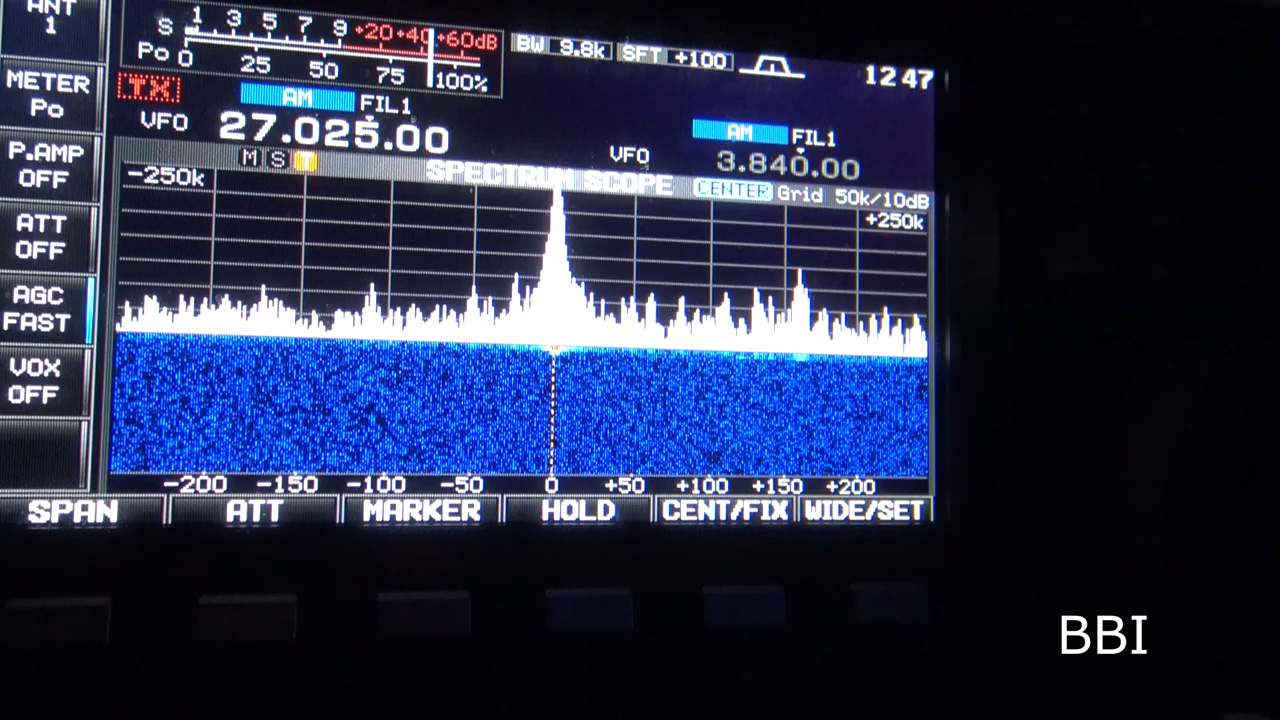 ANT
1
S 1 3 5 7 9 +20 +40 +60dB
Po 0 25 50 75 100%
BW 9.8k SFT +100
12 47
METER
Po
TX
AM FIL1
VFO 27.025.00
AM FIL1
VFO 3.840.00
P.AMP
OFF
M S T
SPECTRUM SCOPE
CENTER Grid 50k/10dB
-250k
+250k
ATT
OFF
AGC
FAST
VOX
OFF
-200 -150 -100 -50 0 +50 +100 +150 +200
SPAN ATT MARKER HOLD CENT/FIX WIDE/SET
BBI